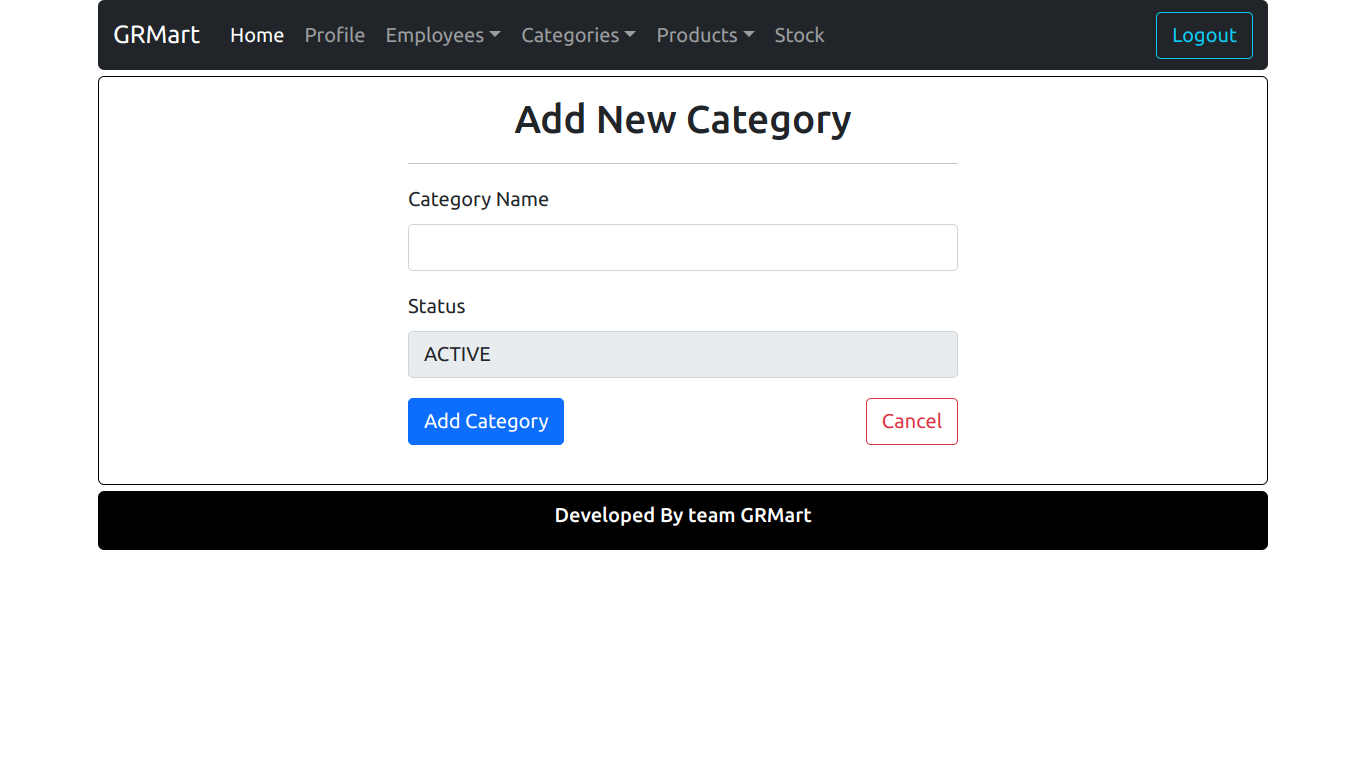 GRMart Home Profile Employees Categories Products Stock Logout
Add New Category
Category Name
Status
ACTIVE
Add Category Cancel
Developed By team GRMart